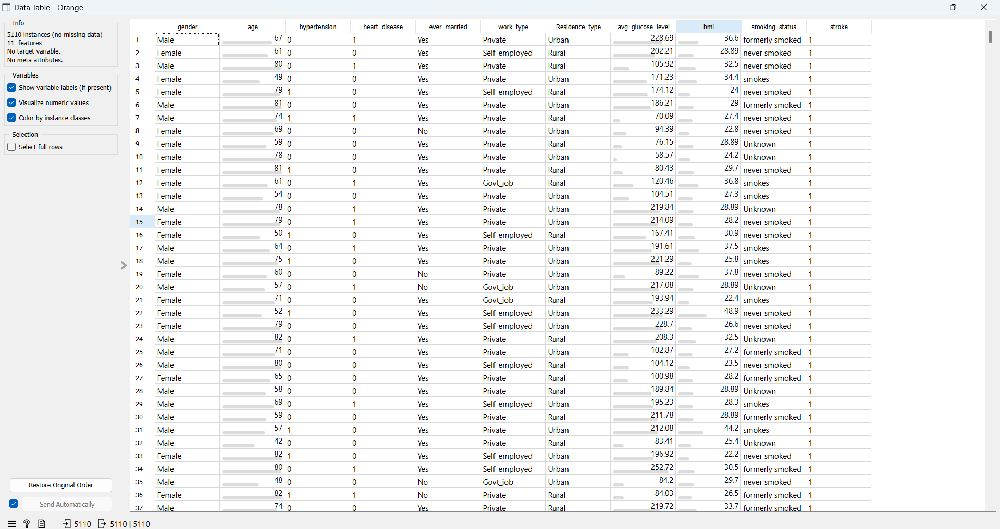 Data Table - Orange
Info
5110 instances (no missing data)
11 features
No target variable.
No meta attributes.
Variables
Show variable labels (if present)
Visualize numeric values
Color by instance classes
Selection
Select full rows
gender age hypertension heart_disease ever_married work_type Residence_type avg_glucose_level bmi smoking_status stroke
1 Male 67 0 1 Yes Private Urban 228.69 36.6 formerly smoked 1
2 Female 61 0 0 Yes Self-employed Rural 202.21 28.89 never smoked 1
3 Male 80 0 1 Yes Private Rural 105.92 32.5 never smoked 1
4 Female 49 0 0 Yes Private Urban 171.23 34.4 smokes 1
5 Female 79 1 0 Yes Self-employed Rural 174.12 24 never smoked 1
6 Male 81 0 0 Yes Private Urban 186.21 29 formerly smoked 1
7 Male 74 1 1 Yes Private Rural 70.09 27.4 never smoked 1
8 Female 69 0 0 No Private Urban 94.39 22.8 never smoked 1
9 Female 59 0 0 Yes Private Rural 76.15 28.89 Unknown 1
10 Female 78 0 0 Yes Private Urban 58.57 24.2 Unknown 1
11 Female 81 1 0 Yes Private Rural 80.43 29.7 never smoked 1
12 Female 61 0 1 Yes Govt_job Rural 120.46 36.8 smokes 1
13 Female 54 0 0 Yes Private Urban 104.51 27.3 smokes 1
14 Male 78 0 1 Yes Private Urban 219.84 28.89 Unknown 1
15 Female 79 0 1 Yes Private Urban 214.09 28.2 never smoked 1
16 Female 50 1 0 Yes Self-employed Rural 167.41 30.9 never smoked 1
17 Male 64 0 1 Yes Private Urban 191.61 37.5 smokes 1
18 Male 75 1 0 Yes Private Urban 221.29 25.8 smokes 1
19 Female 60 0 0 No Private Urban 89.22 37.8 never smoked 1
20 Male 57 0 1 No Govt_job Urban 217.08 28.89 Unknown 1
21 Female 71 0 0 Yes Govt_job Rural 193.94 22.4 smokes 1
22 Female 52 1 0 Yes Self-employed Urban 233.29 48.9 never smoked 1
23 Female 79 0 0 Yes Self-employed Urban 228.7 26.6 never smoked 1
24 Male 82 0 1 Yes Private Rural 208.3 32.5 Unknown 1
25 Male 71 0 0 Yes Private Urban 102.87 27.2 formerly smoked 1
26 Male 80 0 0 Yes Self-employed Rural 104.12 23.5 never smoked 1
27 Female 65 0 0 Yes Private Rural 100.98 28.2 formerly smoked 1
28 Male 58 0 0 Yes Private Rural 189.84 28.89 Unknown 1
29 Male 69 0 1 Yes Self-employed Urban 195.23 28.3 smokes 1
30 Male 59 0 0 Yes Private Rural 211.78 28.89 formerly smoked 1
31 Male 57 1 0 Yes Private Urban 212.08 44.2 smokes 1
32 Male 42 0 0 Yes Private Rural 83.41 25.4 Unknown 1
33 Female 82 1 0 Yes Self-employed Urban 196.92 22.2 never smoked 1
34 Male 80 0 1 Yes Self-employed Urban 252.72 30.5 formerly smoked 1
35 Male 48 0 0 No Govt_job Urban 84.2 29.7 never smoked 1
36 Female 82 1 1 No Private Rural 84.03 26.5 formerly smoked 1
37 Male 74 0 0 Yes Private Rural 219.72 33.7 formerly smoked 1
Restore Original Order
Send Automatically
? 5110 5110 | 5110